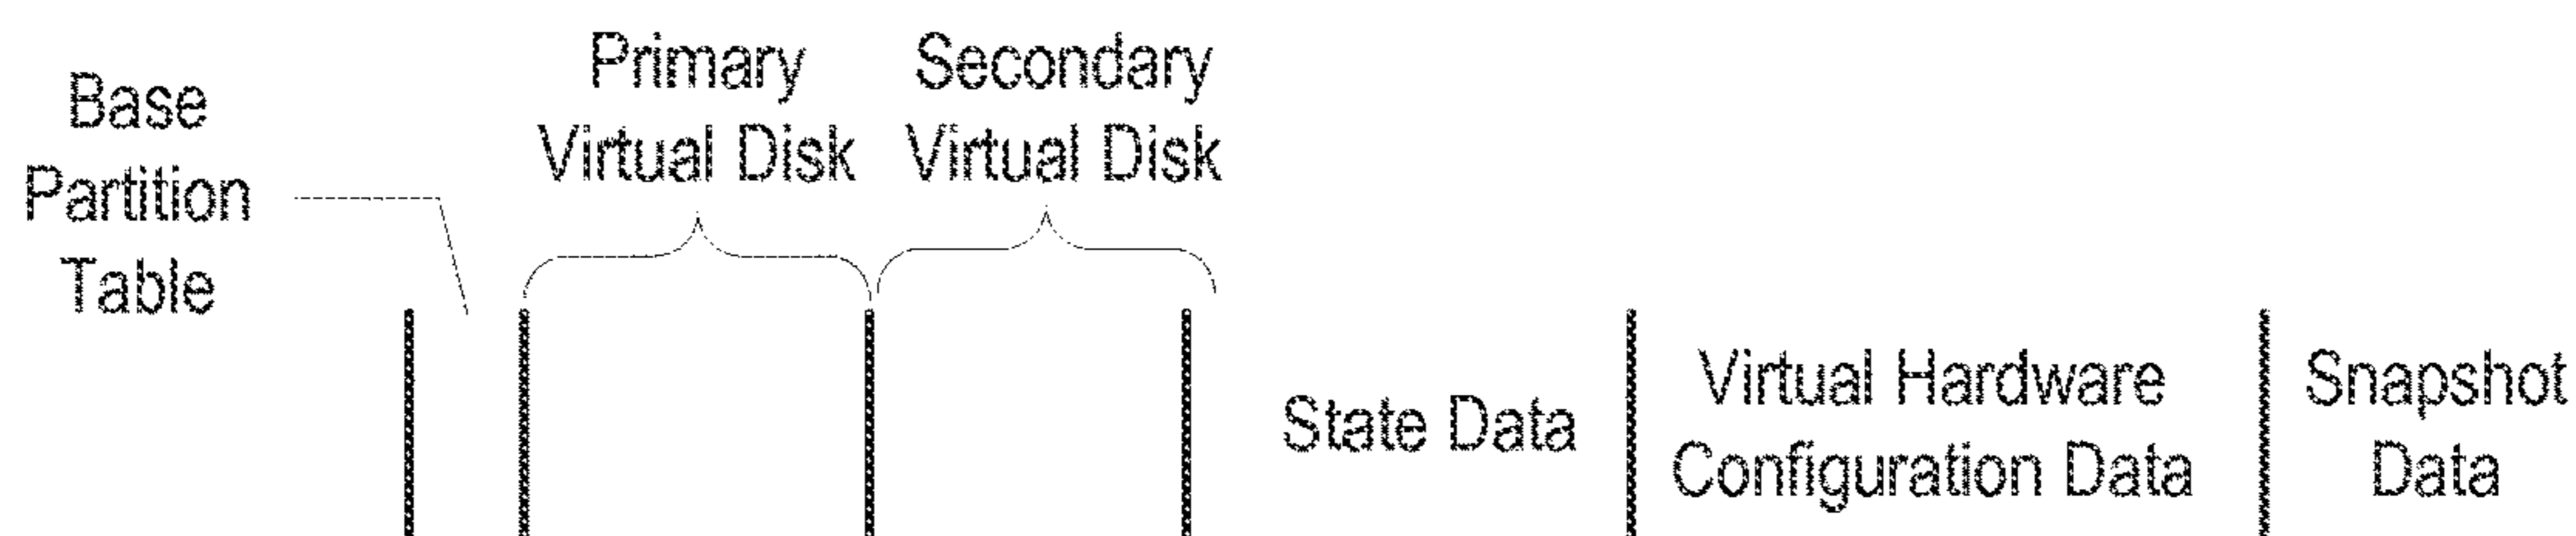 Base
Partition
Table
Primary
Virtual Disk
Secondary
Virtual Disk
State Data
Virtual Hardware
Configuration Data
Snapshot
Data